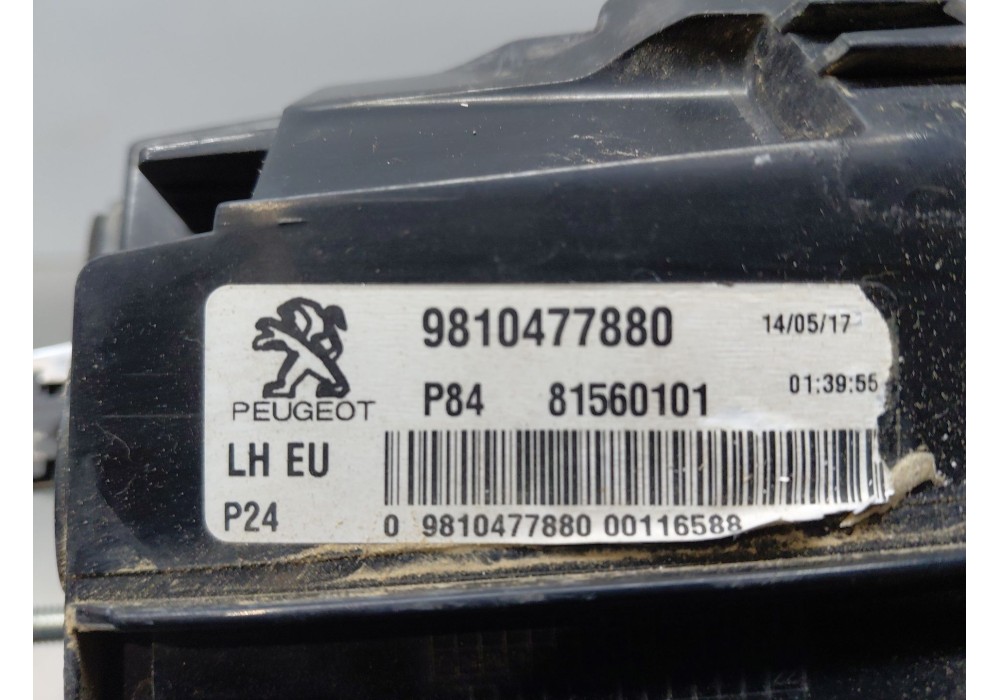 9810477880 14/05/17
P84 81560101 01:39:55
PEUGEOT
LH EU
P24
0 9810477880 00116588